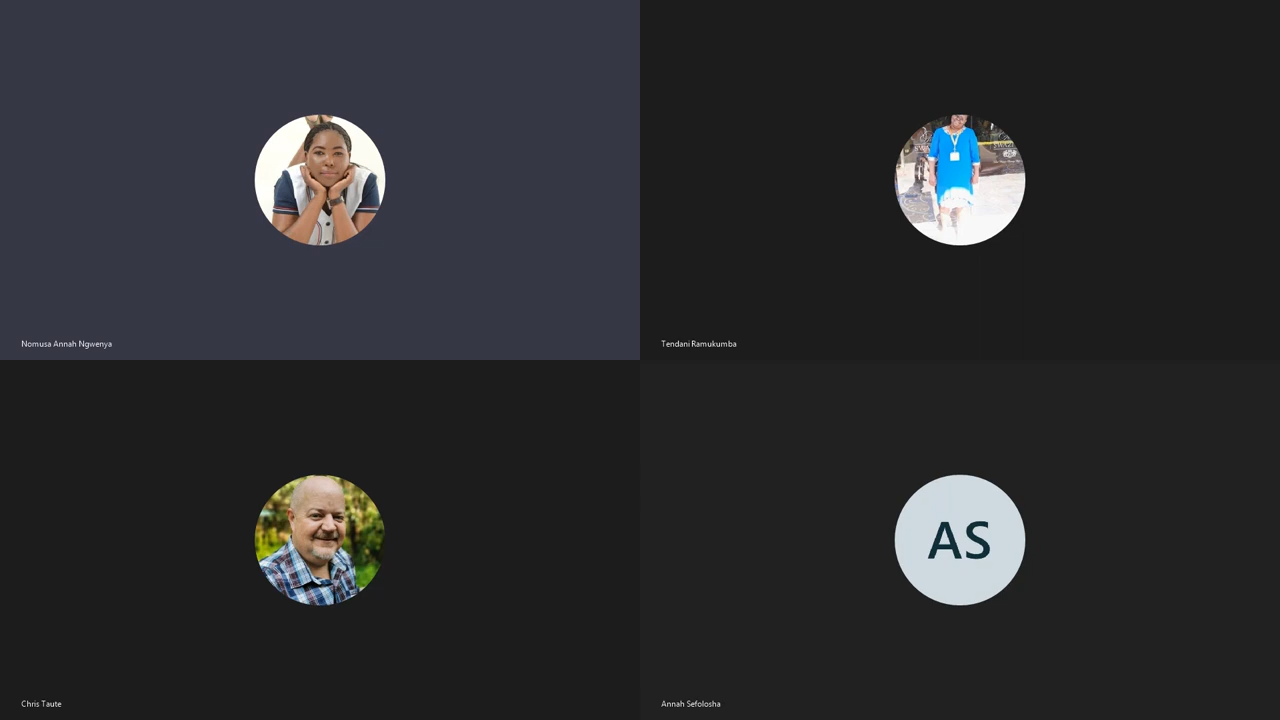 Nomusa Annah Ngwenya
Tendani Ramukumba
AS
Chris Taute
Annah Sefolosha